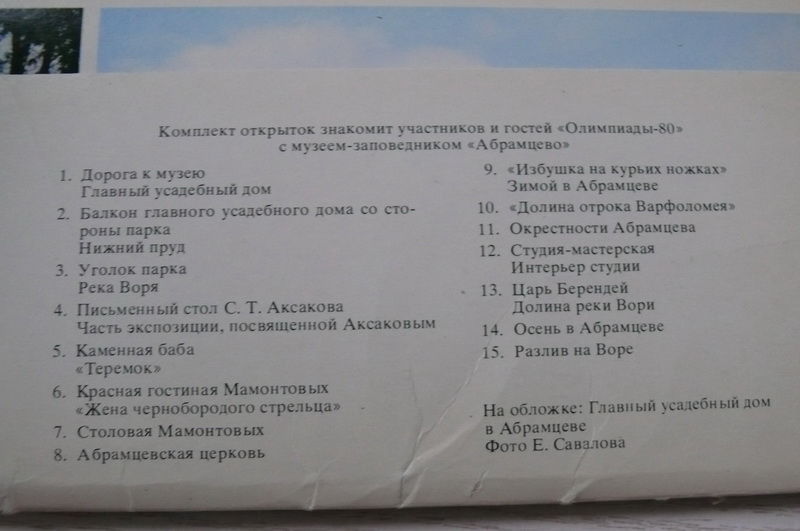 Комплект открыток знакомит участников и гостей «Олимпиады-80»
с музеем-заповедником «Абрамцево»
1. Дорога к музею
Главный усадебный дом
2. Балкон главного усадебного дома со сто-
роны парка
Нижний пруд
3. Уголок парка
Река Воря
4. Письменный стол С. Т. Аксакова
Часть экспозиции, посвященной Аксаковым
5. Каменная баба
«Теремок»
6. Красная гостиная Мамонтовых
«Жена чернобородого стрельца»
7. Столовая Мамонтовых
8. Абрамцевская церковь
9. «Избушка на курьих ножках»
Зимой в Абрамцеве
10. «Долина отрока Варфоломея»
11. Окрестности Абрамцева
12. Студия-мастерская
Интерьер студии
13. Царь Берендей
Долина реки Вори
14. Осень в Абрамцеве
15. Разлив на Воре
На обложке: Главный усадебный дом
в Абрамцеве
Фото Е. Савалова